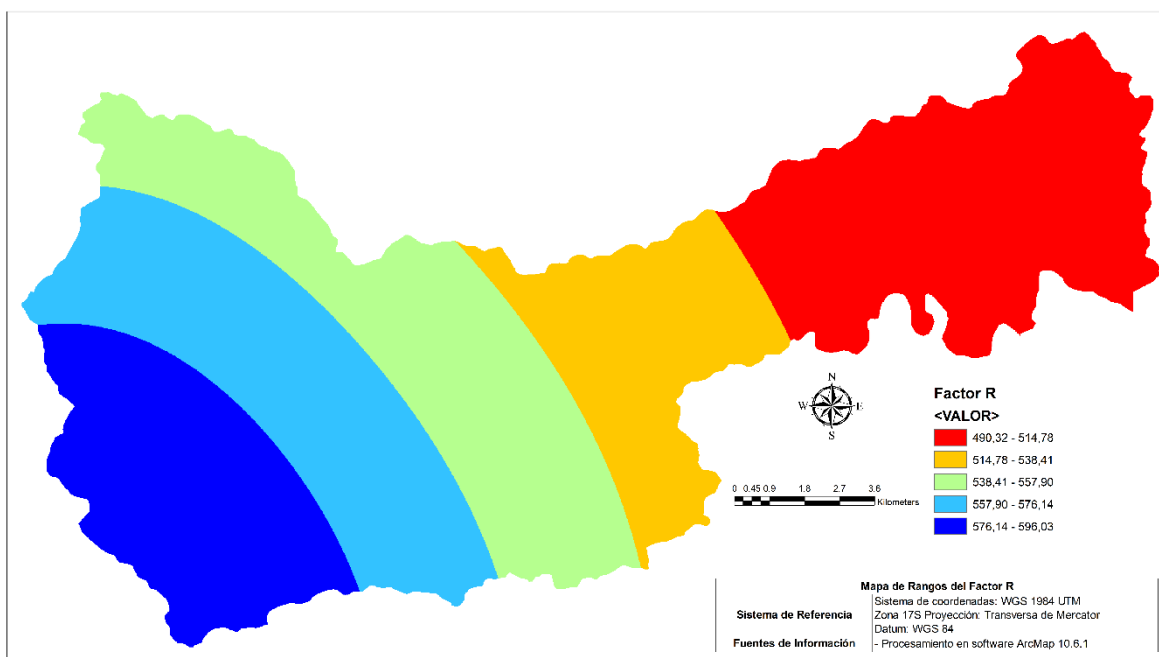 N
W E
S
Factor R
<VALOR>
490,32 - 514,78
514,78 - 538,41
538,41 - 557,90
557,90 - 576,14
576,14 - 596,03
0 0.45 0.9 1.8 2.7 3.6
Kilometers
Mapa de Rangos del Factor R
Sistema de Referencia
Sistema de coordenadas: WGS 1984 UTM
Zona 17S Proyección: Transversa de Mercator
Datum: WGS 84
Fuentes de Información
- Procesamiento en software ArcMap 10.6.1